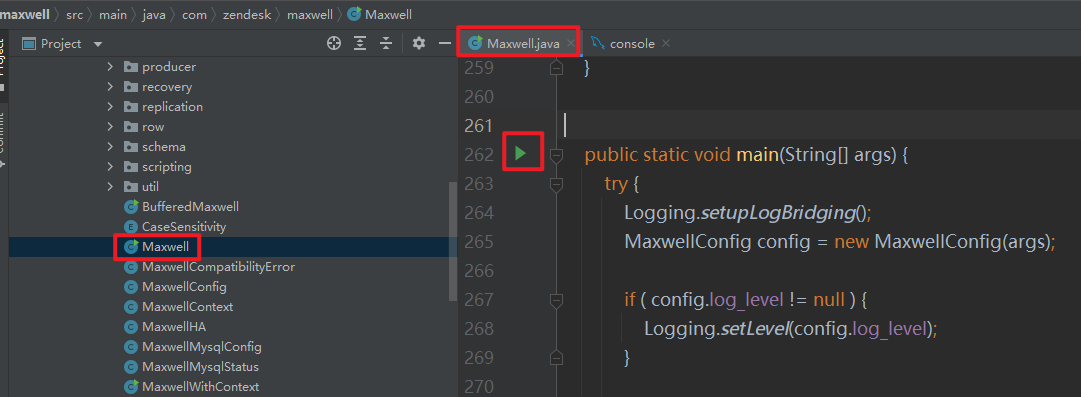 maxwell src main java com zendesk maxwell Maxwell
Project
Project
Commit
producer
recovery
replication
row
schema
scripting
util
BufferedMaxwell
CaseSensitivity
Maxwell
MaxwellCompatibilityError
MaxwellConfig
MaxwellContext
MaxwellHA
MaxwellMysqlConfig
MaxwellMysqlStatus
MaxwellWithContext
Maxwell.java console
259 }
260
261
262 public static void main(String[] args) {
263 try {
264 Logging.setupLogBridging();
265 MaxwellConfig config = new MaxwellConfig(args);
266
267 if ( config.log_level != null ) {
268 Logging.setLevel(config.log_level);
269 }
270